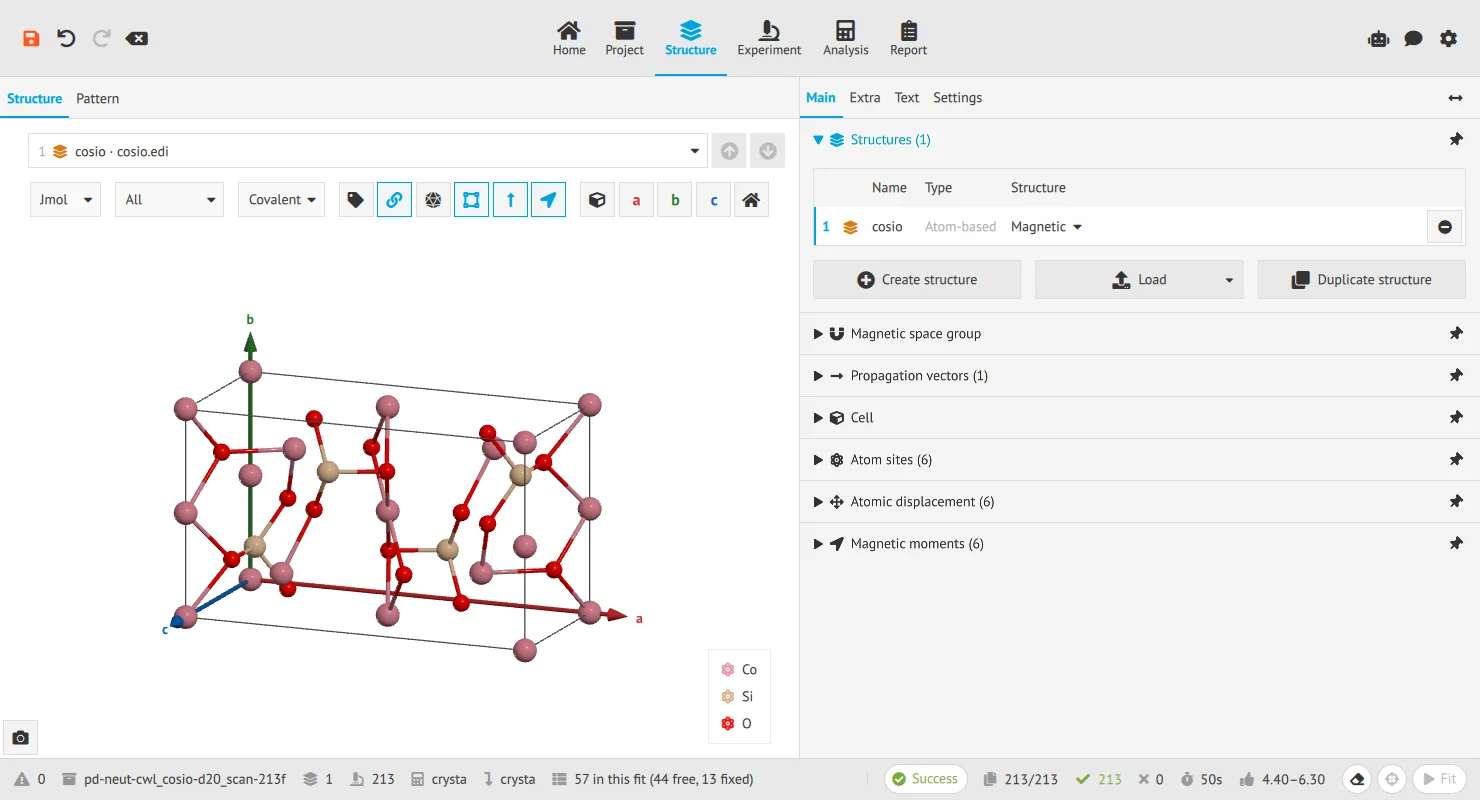 Home
Project
Structure
Experiment
Analysis
Report
Structure Pattern
1 cosio · cosio.edi
Jmol All Covalent a b c
b
a
c
Co
Si
O
Main Extra Text Settings
Structures (1)
Name Type Structure
1 cosio Atom-based Magnetic
Create structure Load Duplicate structure
Magnetic space group
Propagation vectors (1)
Cell
Atom sites (6)
Atomic displacement (6)
Magnetic moments (6)
0 pd-neut-cwl_cosio-d20_scan-213f 1 213 crysta crysta 57 in this fit (44 free, 13 fixed) Success 213/213 213 0 50s 4.40–6.30 Fit